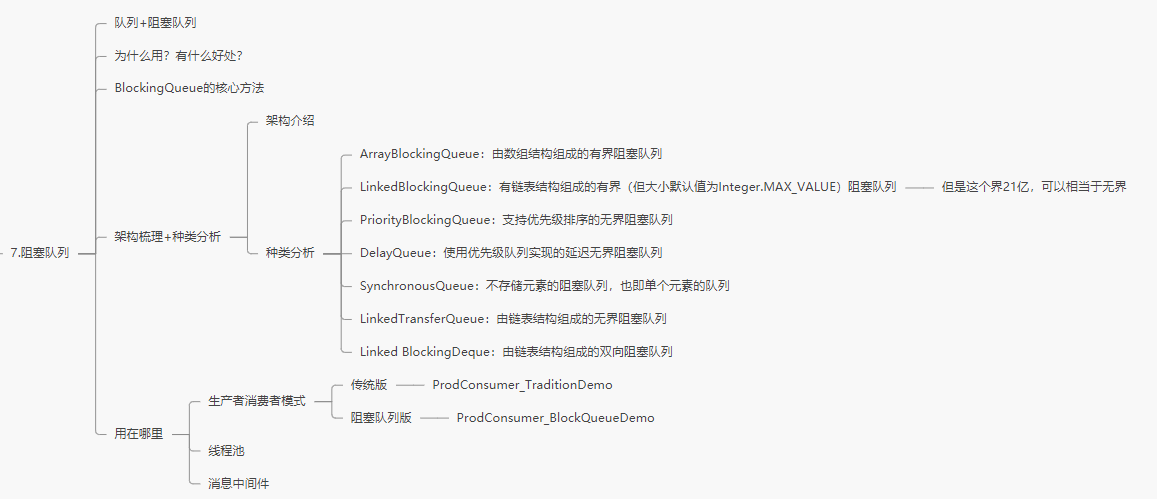 队列+阻塞队列
为什么用？有什么好处？
BlockingQueue的核心方法
架构介绍
ArrayBlockingQueue：由数组结构组成的有界阻塞队列
LinkedBlockingQueue：有链表结构组成的有界（但大小默认值为Integer.MAX_VALUE）阻塞队列
但是这个界21亿，可以相当于无界
PriorityBlockingQueue：支持优先级排序的无界阻塞队列
架构梳理+种类分析
7.阻塞队列
种类分析
DelayQueue：使用优先级队列实现的延迟无界阻塞队列
SynchronousQueue：不存储元素的阻塞队列，也即单个元素的队列
LinkedTransferQueue：由链表结构组成的无界阻塞队列
Linked BlockingDeque：由链表结构组成的双向阻塞队列
传统版
ProdConsumer_TraditionDemo
生产者消费者模式
阻塞队列版
ProdConsumer_BlockQueueDemo
用在哪里
线程池
消息中间件